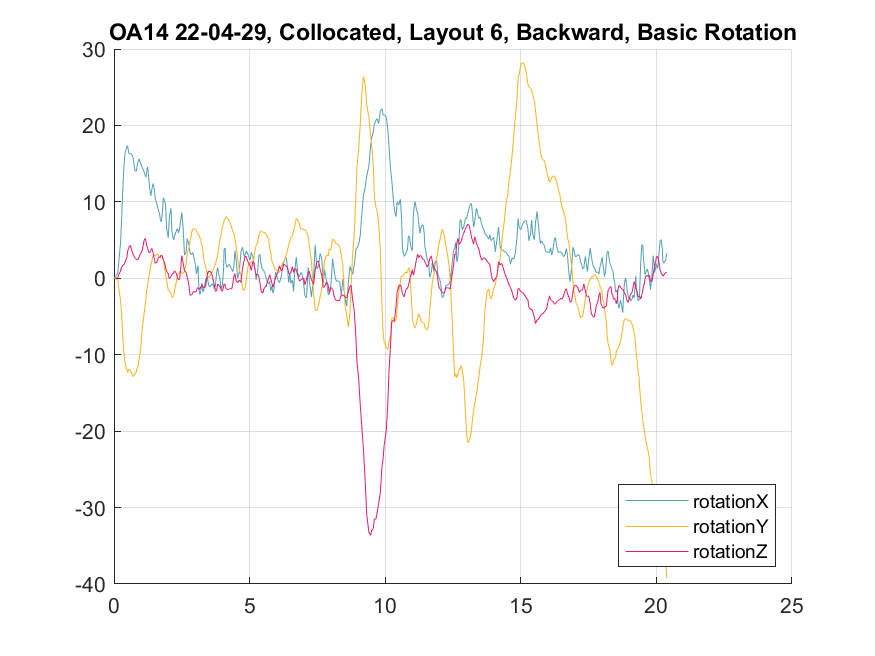 OA14 22-04-29, Collocated, Layout 6, Backward, Basic Rotation
30
20
10
0
-10
-20
-30
-40
0 5 10 15 20 25
rotationX
rotationY
rotationZ